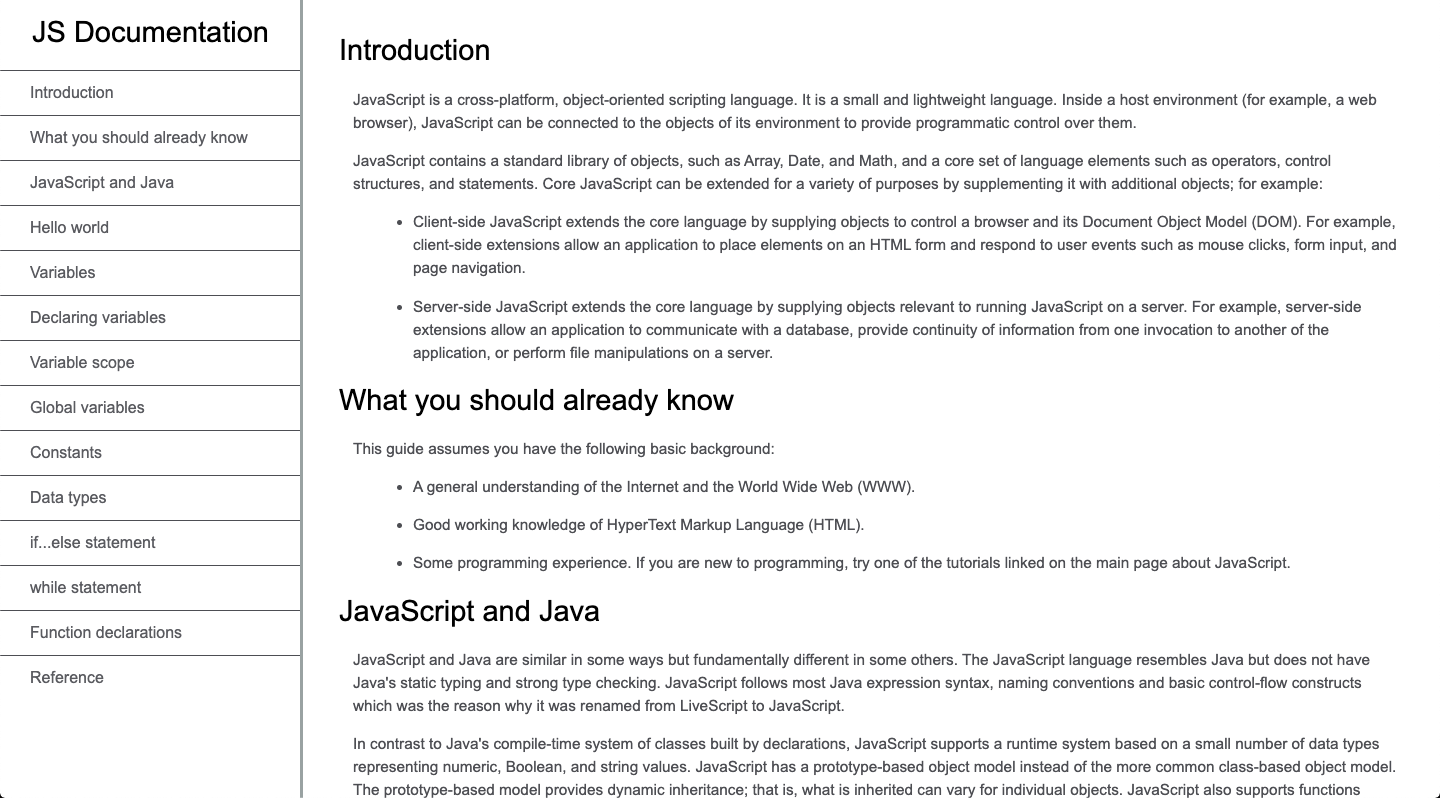 JS Documentation
Introduction
What you should already know
JavaScript and Java
Hello world
Variables
Declaring variables
Variable scope
Global variables
Constants
Data types
if...else statement
while statement
Function declarations
Reference
Introduction
JavaScript is a cross-platform, object-oriented scripting language. It is a small and lightweight language. Inside a host environment (for example, a web
browser), JavaScript can be connected to the objects of its environment to provide programmatic control over them.
JavaScript contains a standard library of objects, such as Array, Date, and Math, and a core set of language elements such as operators, control
structures, and statements. Core JavaScript can be extended for a variety of purposes by supplementing it with additional objects; for example:
• Client-side JavaScript extends the core language by supplying objects to control a browser and its Document Object Model (DOM). For example,
client-side extensions allow an application to place elements on an HTML form and respond to user events such as mouse clicks, form input, and
page navigation.
• Server-side JavaScript extends the core language by supplying objects relevant to running JavaScript on a server. For example, server-side
extensions allow an application to communicate with a database, provide continuity of information from one invocation to another of the
application, or perform file manipulations on a server.
What you should already know
This guide assumes you have the following basic background:
• A general understanding of the Internet and the World Wide Web (WWW).
• Good working knowledge of HyperText Markup Language (HTML).
• Some programming experience. If you are new to programming, try one of the tutorials linked on the main page about JavaScript.
JavaScript and Java
JavaScript and Java are similar in some ways but fundamentally different in some others. The JavaScript language resembles Java but does not have
Java's static typing and strong type checking. JavaScript follows most Java expression syntax, naming conventions and basic control-flow constructs
which was the reason why it was renamed from LiveScript to JavaScript.
In contrast to Java's compile-time system of classes built by declarations, JavaScript supports a runtime system based on a small number of data types
representing numeric, Boolean, and string values. JavaScript has a prototype-based object model instead of the more common class-based object model.
The prototype-based model provides dynamic inheritance; that is, what is inherited can vary for individual objects. JavaScript also supports functions